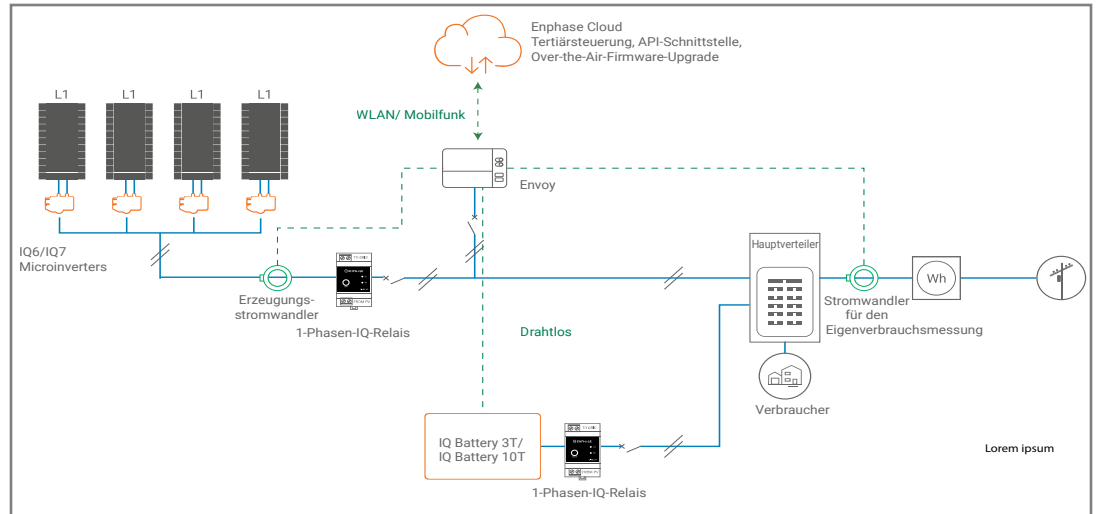 Enphase Cloud
Tertiärsteuerung, API-Schnittstelle,
Over-the-Air-Firmware-Upgrade
L1
L1
L1
L1
WLAN/ Mobilfunk
Envoy
IQ6/IQ7
Microinverters
Hauptverteiler
Wh
Erzeugungs-
stromwandler
1-Phasen-IQ-Relais
Stromwandler
für den
Eigenverbrauchsmessung
Drahtlos
Verbraucher
IQ Battery 3T/
IQ Battery 10T
Lorem ipsum
1-Phasen-IQ-Relais